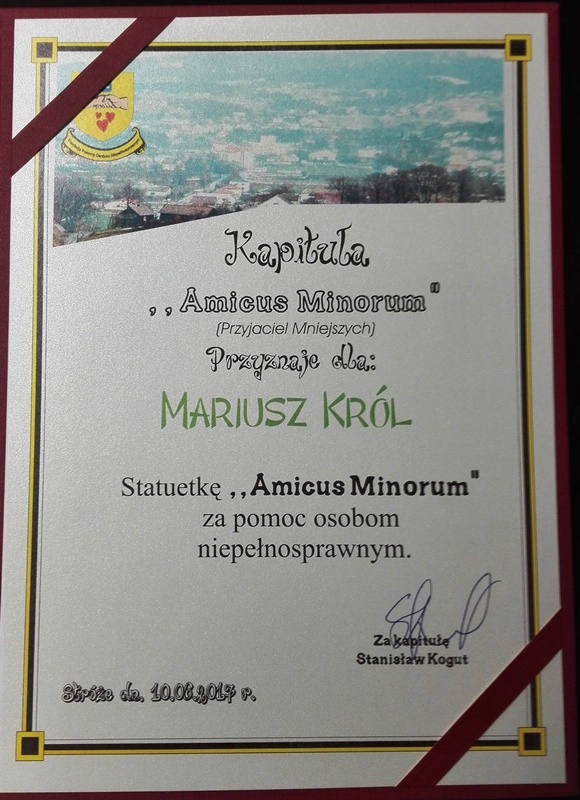 Kapituła
,,Amicus Minorum"
(Przyjaciel Mniejszych)
Przyznaje dla:
MARIUSZ KRÓL
Statuetkę ,,Amicus Minorum"
za pomoc osobom
niepełnosprawnym.
Za kapitułę
Stanisław Kogut
Stróże dn. 10.06.2017 r.